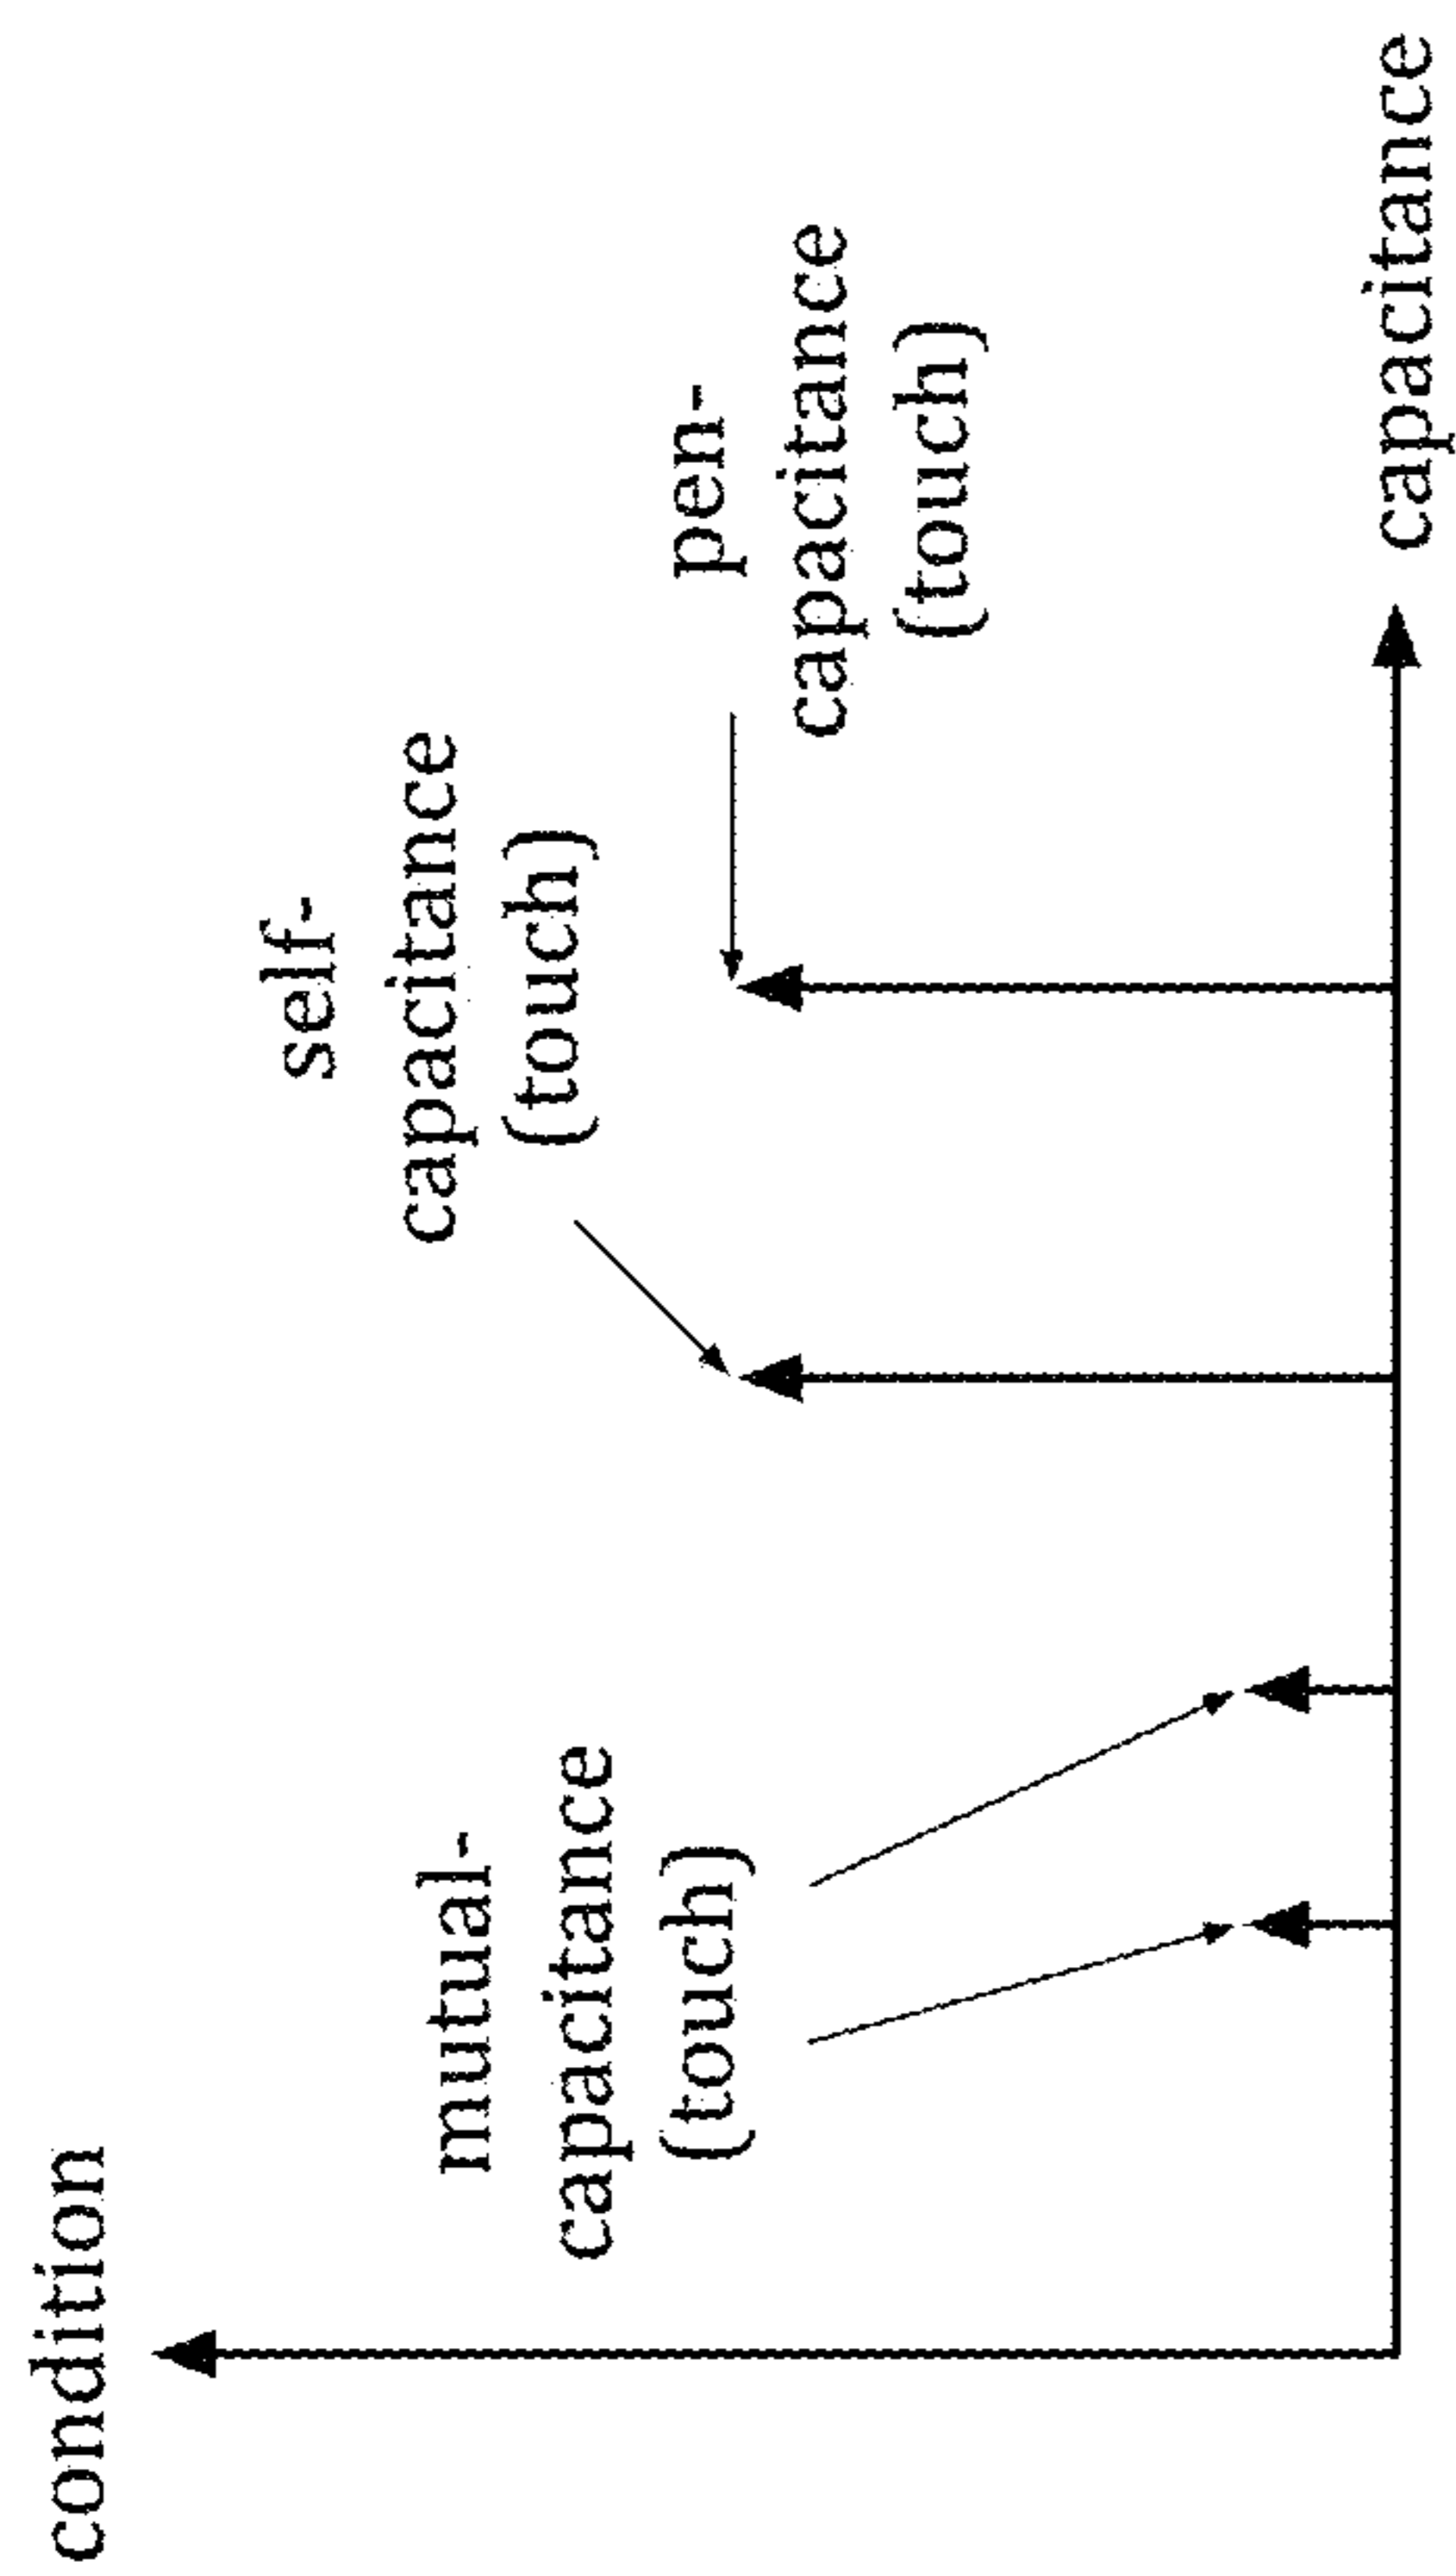 condition
mutual-
capacitance
(touch)
self-
capacitance
(touch)
pen-
capacitance
(touch)
capacitance